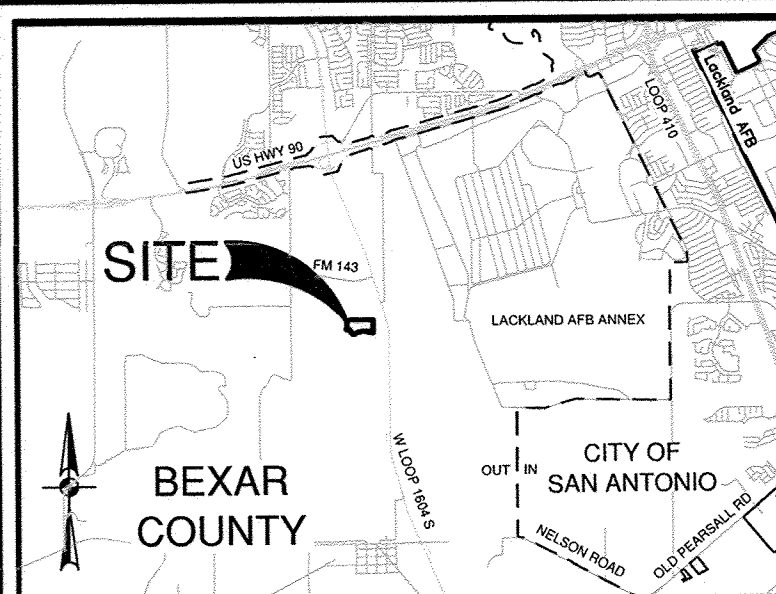 US HWY 90
LOOP 410
Lackland AFB
SITE
FM 143
LACKLAND AFB ANNEX
W LOOP 1604 S
BEXAR
COUNTY
OUT IN
CITY OF
SAN ANTONIO
NELSON ROAD
OLD PEARSALL RD